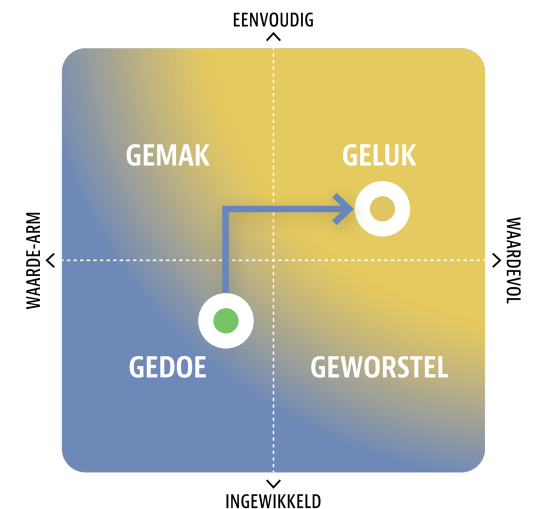 EENVOUDIG
GEMAK
GELUK
WAARDE-ARM
WAARDEVOL
GEDOE
GEWORSTEL
INGEWIKKELD